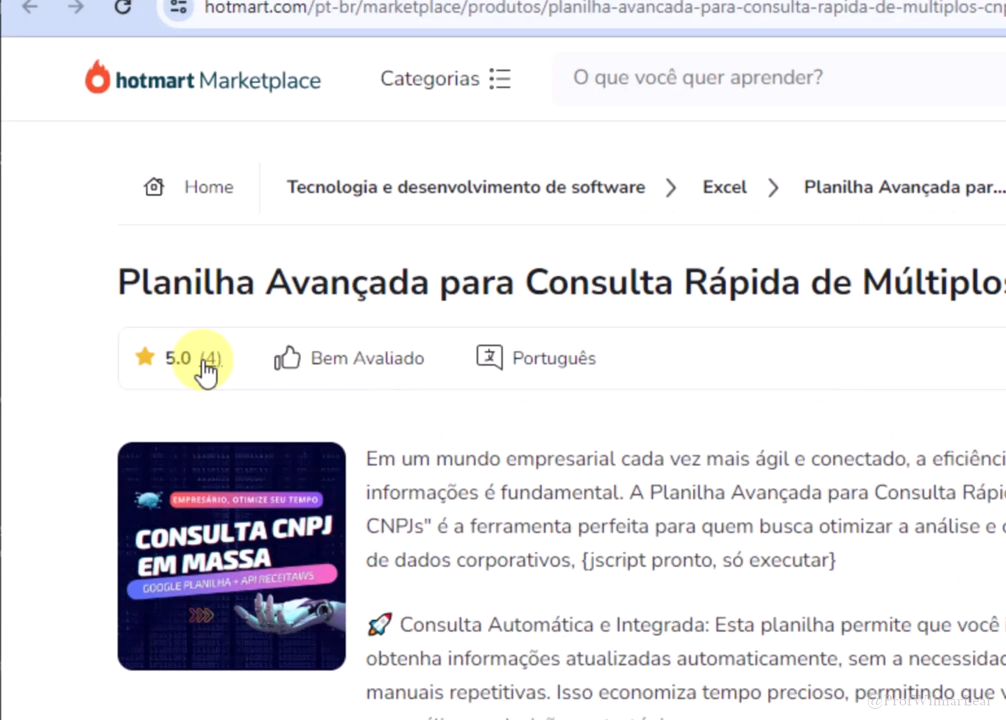 hotmart.com/pt-br/marketplace/produtos/planilha-avancada-para-consulta-rapida-de-multiplos-cnp
hotmart Marketplace
Categorias
O que você quer aprender?
Home
Tecnologia e desenvolvimento de software
Excel
Planilha Avançada par...
Planilha Avançada para Consulta Rápida de Múltiplos
5.0 (4)
Bem Avaliado
Português
EMPRESÁRIO, OTIMIZE SEU TEMPO
CONSULTA CNPJ
EM MASSA
GOOGLE PLANILHA + API RECEITAWS
Em um mundo empresarial cada vez mais ágil e conectado, a eficiênci
informações é fundamental. A Planilha Avançada para Consulta Rápi
CNPJs" é a ferramenta perfeita para quem busca otimizar a análise e
de dados corporativos, {jscript pronto, só executar}
🚀 Consulta Automática e Integrada: Esta planilha permite que você
obtenha informações atualizadas automaticamente, sem a necessidad
manuais repetitivas. Isso economiza tempo precioso, permitindo que v